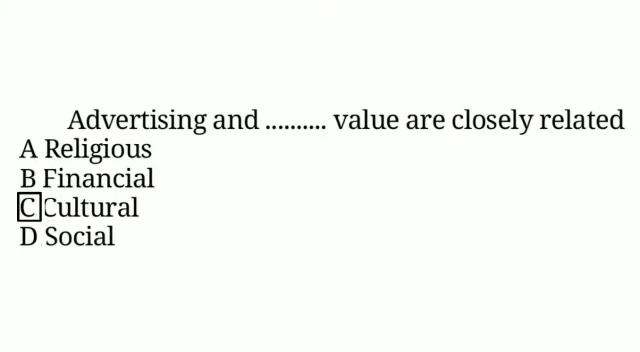 Advertising and .......... value are closely related
A Religious
B Financial
C Cultural
D Social